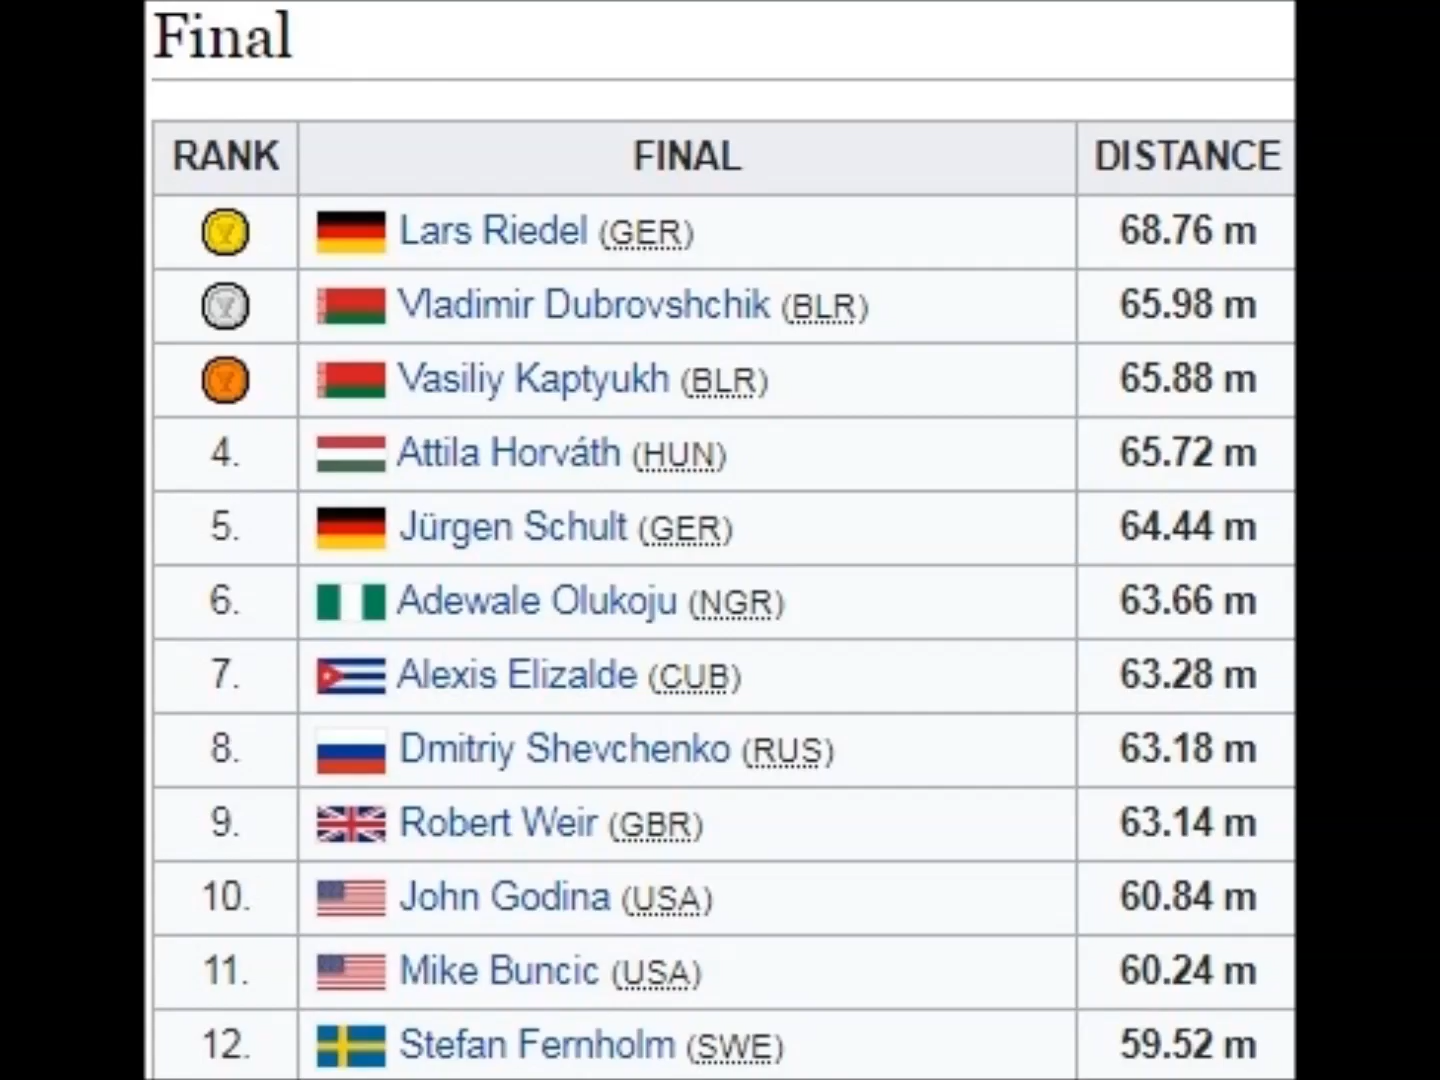 Final
RANK FINAL DISTANCE
Lars Riedel (GER) 68.76 m
Vladimir Dubrovshchik (BLR) 65.98 m
Vasiliy Kaptyukh (BLR) 65.88 m
4. Attila Horváth (HUN) 65.72 m
5. Jürgen Schult (GER) 64.44 m
6. Adewale Olukoju (NGR) 63.66 m
7. Alexis Elizalde (CUB) 63.28 m
8. Dmitriy Shevchenko (RUS) 63.18 m
9. Robert Weir (GBR) 63.14 m
10. John Godina (USA) 60.84 m
11. Mike Buncic (USA) 60.24 m
12. Stefan Fernholm (SWE) 59.52 m